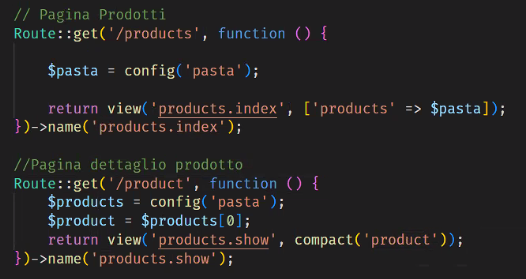 // Pagina Prodotti
Route::get('/products', function () {
$pasta = config('pasta');
return view('products.index', ['products' => $pasta]);
})->name('products.index');
//Pagina dettaglio prodotto
Route::get('/product', function () {
$products = config('pasta');
$product = $products[0];
return view('products.show', compact('product'));
})->name('products.show');